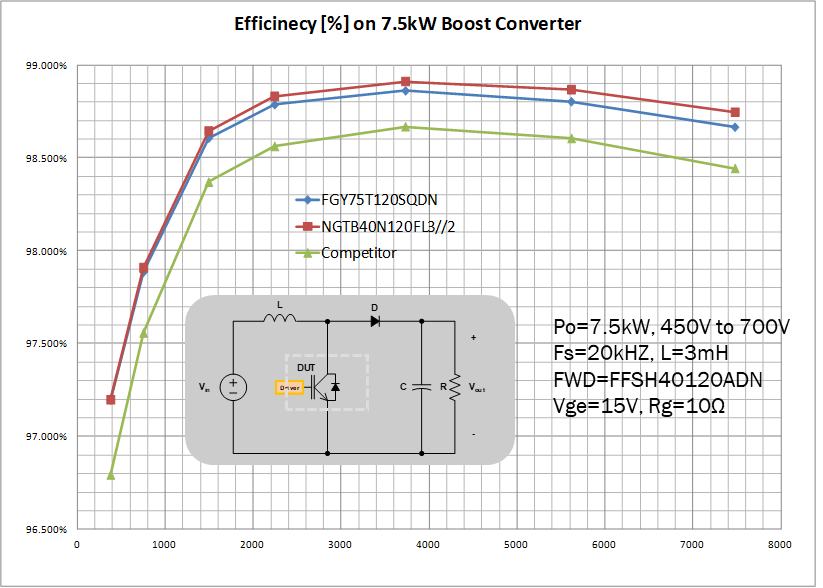 Efficinecy [%] on 7.5kW Boost Converter
99.000%
98.500%
98.000%
97.500%
97.000%
96.500%
0 1000 2000 3000 4000 5000 6000 7000 8000
FGY75T120SQDN
NGTB40N120FL3//2
Competitor
L
D
DUT
Driver
Vin
C
R
Vout
+
-
+
−
Po=7.5kW, 450V to 700V
Fs=20kHZ, L=3mH
FWD=FFSH40120ADN
Vge=15V, Rg=10Ω